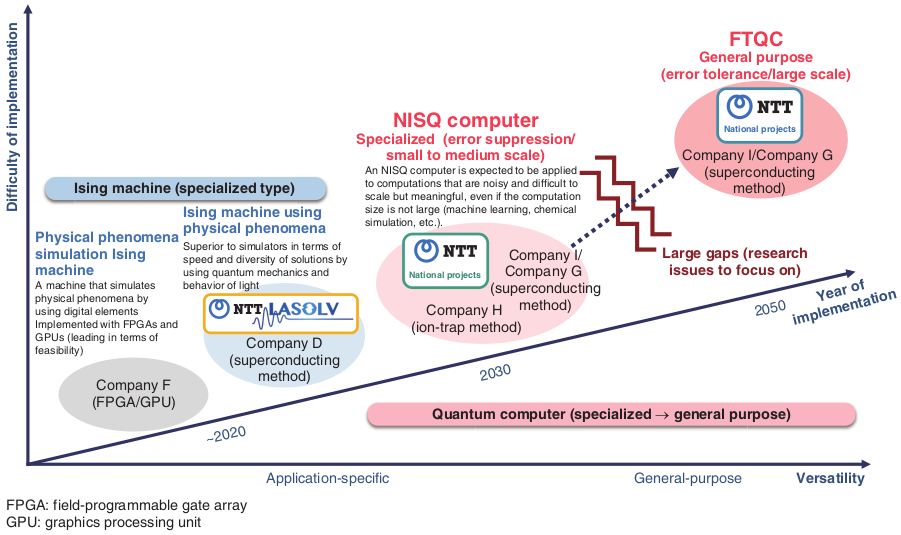 Difficulty of implementation
FTQC
General purpose
(error tolerance/large scale)
NTT
National projects
Company I/Company G
(superconducting
method)
NISQ computer
Specialized (error suppression/
small to medium scale)
An NISQ computer is expected to be applied
to computations that are noisy and difficult to
scale but meaningful, even if the computation
size is not large (machine learning, chemical
simulation, etc.).
NTT
National projects
Company I/
Company G
(superconducting
method)
Company H
(ion-trap method)
Large gaps (research
issues to focus on)
Ising machine (specialized type)
Ising machine using
physical phenomena
Superior to simulators in terms of
speed and diversity of solutions by
using quantum mechanics and
behavior of light
NTT LASOLV
Company D
(superconducting
method)
Physical phenomena
simulation Ising
machine
A machine that simulates
physical phenomena by
using digital elements
Implemented with FPGAs and
GPUs (leading in terms of
feasibility)
Company F
(FPGA/GPU)
~2020
2030
2050
Year of
implementation
Quantum computer (specialized → general purpose)
Application-specific
General-purpose
Versatility
FPGA: field-programmable gate array
GPU: graphics processing unit